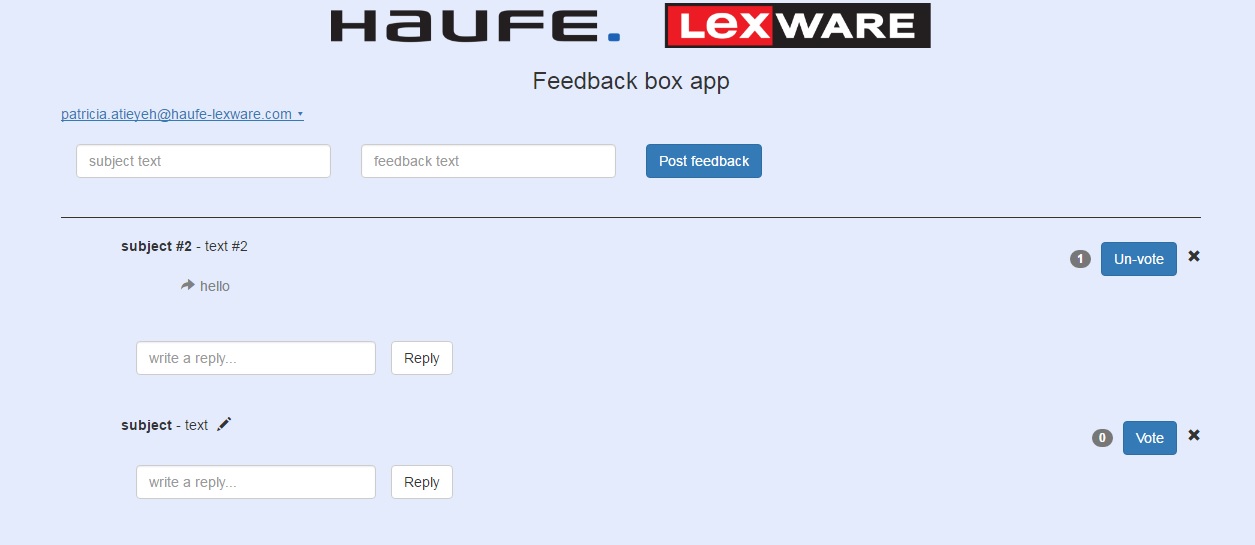 HAUFE. LEXWARE
Feedback box app
patricia.atieyeh@haufe-lexware.com
subject text feedback text Post feedback
subject #2 - text #2 1 Un-vote
hello
write a reply... Reply
subject - text 0 Vote
write a reply... Reply